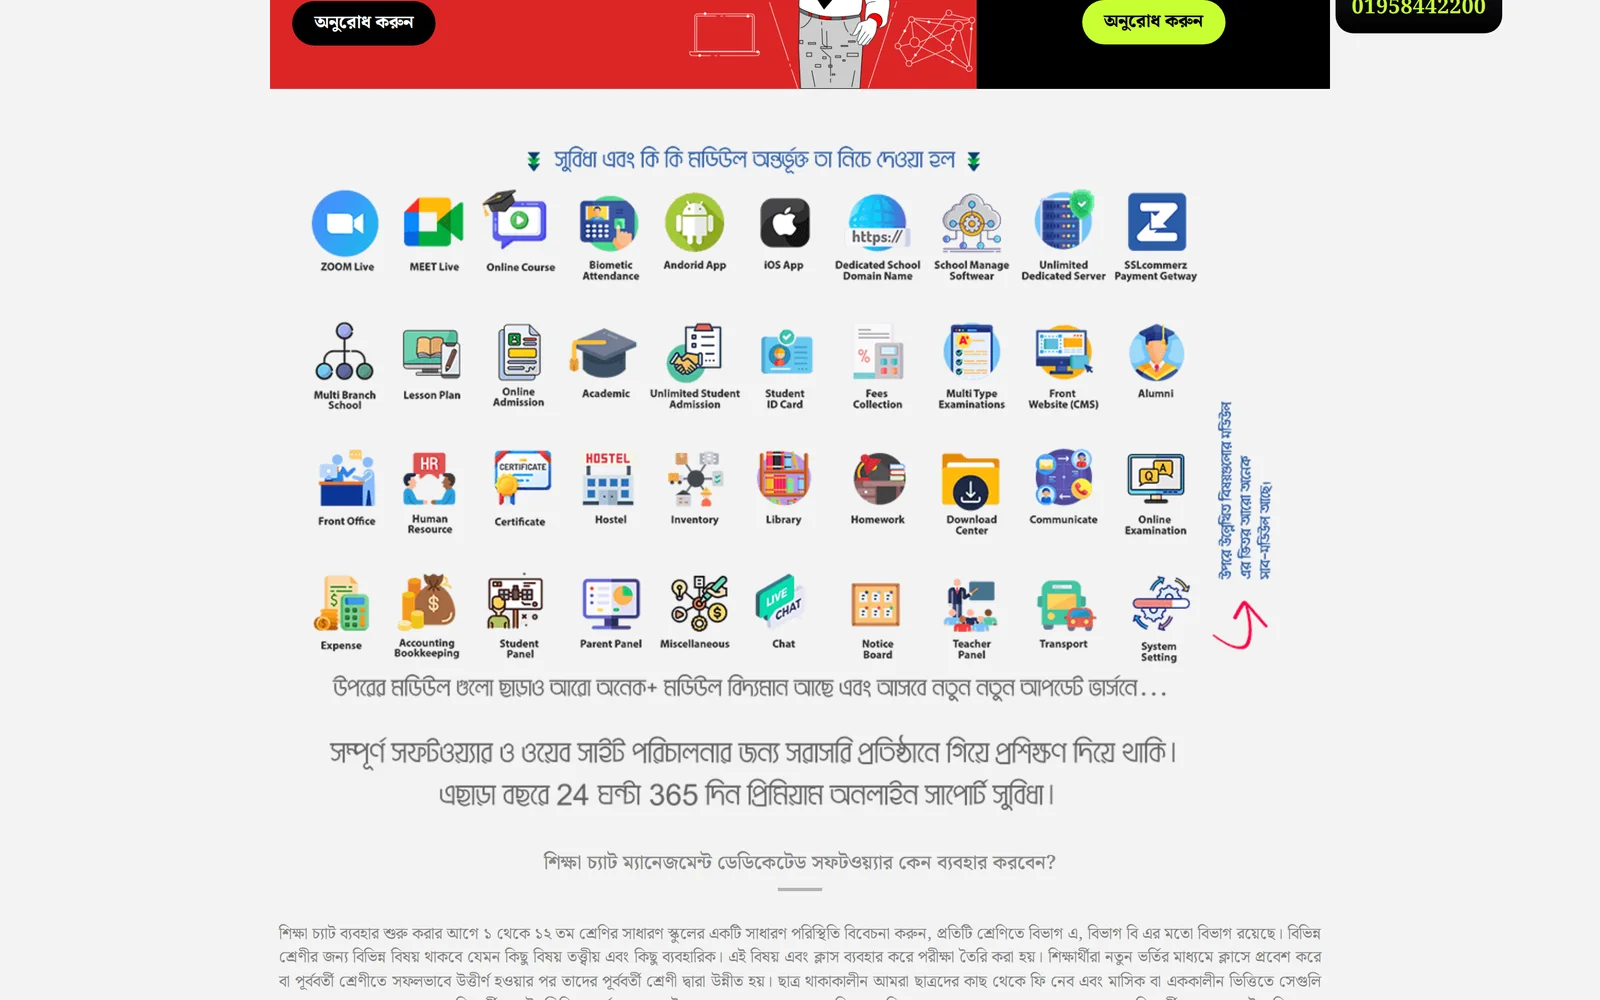 অনুরোধ করুন
অনুরোধ করুন
01958442200
সুবিধা এবং কি কি মডিউল অন্তর্ভূক্ত তা নিচে দেওয়া হল
ZOOM Live
MEET Live
Online Course
Biometic
Attendance
Andorid App
iOS App
https://
Dedicated School
Domain Name
School Manage
Softwear
Unlimited
Dedicated Server
SSLcommerz
Payment Getway
Multi Branch
School
Lesson Plan
Online
Admission
Academic
Unlimited Student
Admission
Student
ID Card
Fees
Collection
Multi Type
Examinations
Front
Website (CMS)
Alumni
Front Office
HR
Human
Resource
CERTIFICATE
Certificate
HOSTEL
Hostel
Inventory
Library
Homework
Download
Center
Communicate
Q A
Online
Examination
উপরে উল্লেখিত বিষয়গুলোর মডিউল
এর ভিতর আরো অনেক
সাব-মডিউল আছে।
Expense
Accounting
Bookkeeping
Student
Panel
Parent Panel
Miscellaneous
LIVE
CHAT
Chat
Notice
Board
Teacher
Panel
Transport
System
Setting
উপরের মডিউল গুলো ছাড়াও আরো অনেক+ মডিউল বিদ্যমান আছে এবং আসবে নতুন নতুন আপডেট ভার্সনে...
সম্পূর্ণ সফটওয়্যার ও ওয়েব সাইট পরিচালনার জন্য সরাসরি প্রতিষ্ঠানে গিয়ে প্রশিক্ষণ দিয়ে থাকি।
এছাড়া বছরে 24 ঘন্টা 365 দিন প্রিমিয়াম অনলাইন সাপোর্ট সুবিধা।
শিক্ষা চ্যাট ম্যানেজমেন্ট ডেডিকেটেড সফটওয়্যার কেন ব্যবহার করবেন?
শিক্ষা চ্যাট ব্যবহার শুরু করার আগে ১ থেকে ১২ তম শ্রেণির সাধারণ স্কুলের একটি সাধারণ পরিস্থিতি বিবেচনা করুন, প্রতিটি শ্রেণিতে বিভাগ এ, বিভাগ বি এর মতো বিভাগ রয়েছে। বিভিন্ন
শ্রেণীর জন্য বিভিন্ন বিষয় থাকবে যেমন কিছু বিষয় তত্ত্বীয় এবং কিছু ব্যবহারিক। এই বিষয় এবং ক্লাস ব্যবহার করে পরীক্ষা তৈরি করা হয়। শিক্ষার্থীরা নতুন ভর্তির মাধ্যমে ক্লাসে প্রবেশ করে
বা পূর্ববর্তী শ্রেণীতে সফলভাবে উত্তীর্ণ হওয়ার পর তাদের পূর্ববর্তী শ্রেণী দ্বারা উন্নীত হয়। ছাত্র থাকাকালীন আমরা ছাত্রদের কাছ থেকে ফি নেব এবং মাসিক বা এককালীন ভিত্তিতে সেগুলি